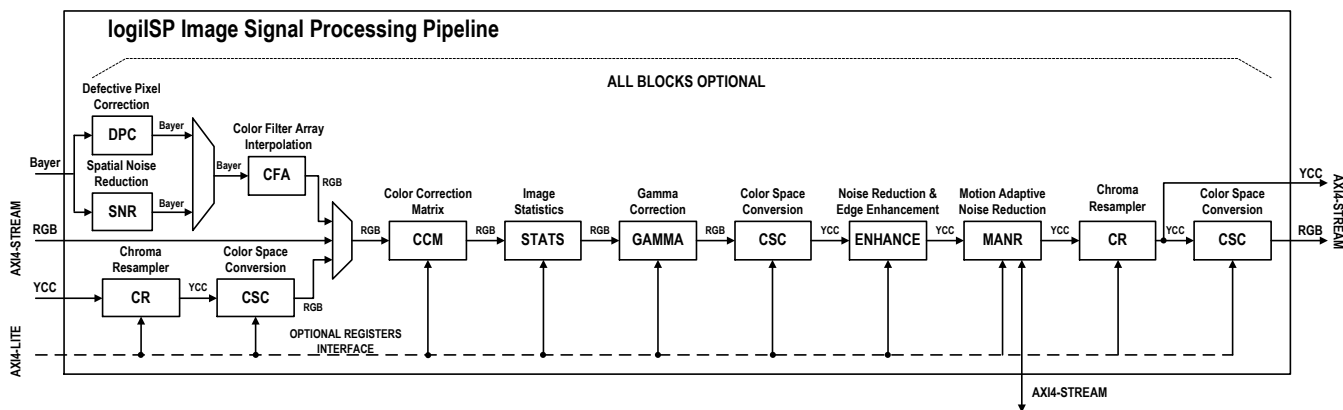 logiISP Image Signal Processing Pipeline
ALL BLOCKS OPTIONAL
Defective Pixel
Correction
DPC
Bayer
Spatial Noise
Reduction
SNR
Bayer
Bayer
Bayer
Color Filter Array
Interpolation
CFA
RGB
AXI4-STREAM
RGB
YCC
Chroma
Resampler
CR
YCC
Color Space
Conversion
CSC
RGB
RGB
Color Correction
Matrix
CCM
RGB
Image
Statistics
STATS
RGB
Gamma
Correction
GAMMA
RGB
Color Space
Conversion
CSC
YCC
Noise Reduction &
Edge Enhancement
ENHANCE
YCC
Motion Adaptive
Noise Reduction
MANR
YCC
Chroma
Resampler
CR
YCC
Color Space
Conversion
CSC
YCC
RGB
AXI4-STREAM
AXI4-LITE
OPTIONAL REGISTERS
INTERFACE
AXI4-STREAM